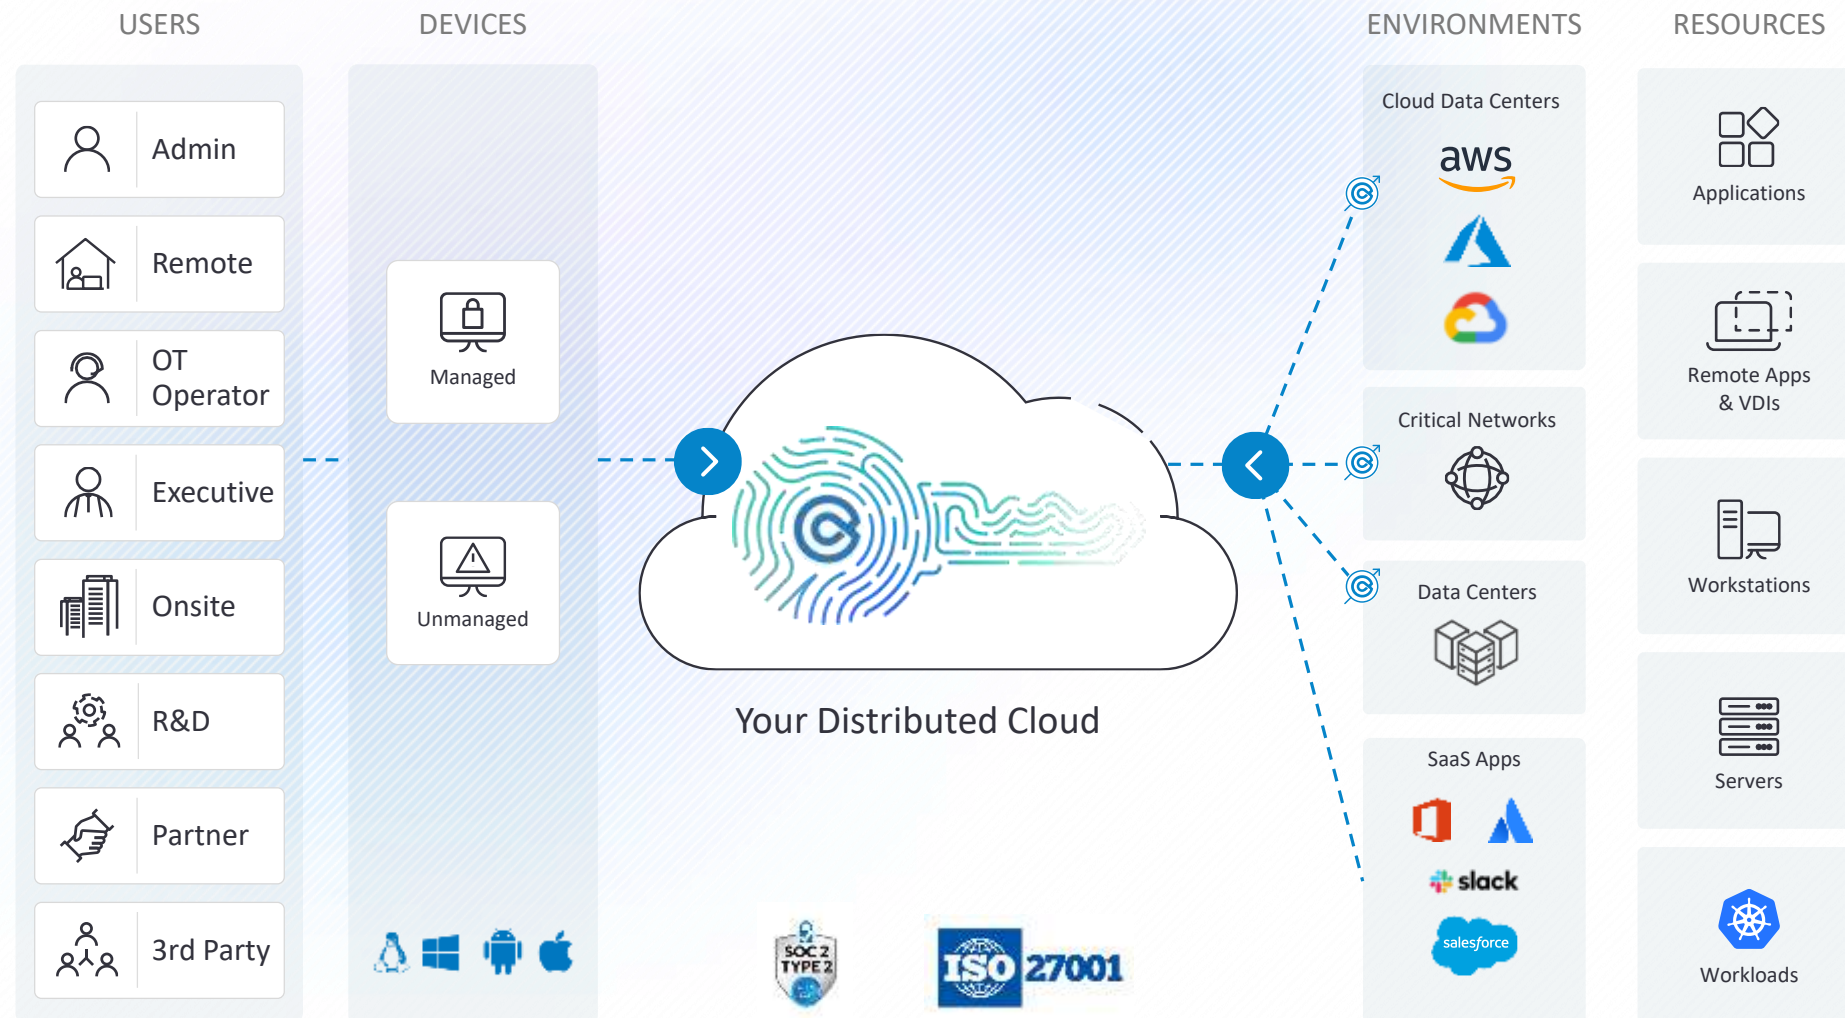 USERS
DEVICES
ENVIRONMENTS
RESOURCES
Admin
Remote
OT
Operator
Executive
Onsite
R&D
Partner
3rd Party
Managed
Unmanaged
Your Distributed Cloud
SOC 2
TYPE 2
ISO 27001
Cloud Data Centers
aws
Critical Networks
Data Centers
SaaS Apps
slack
salesforce
Applications
Remote Apps
& VDIs
Workstations
Servers
Workloads